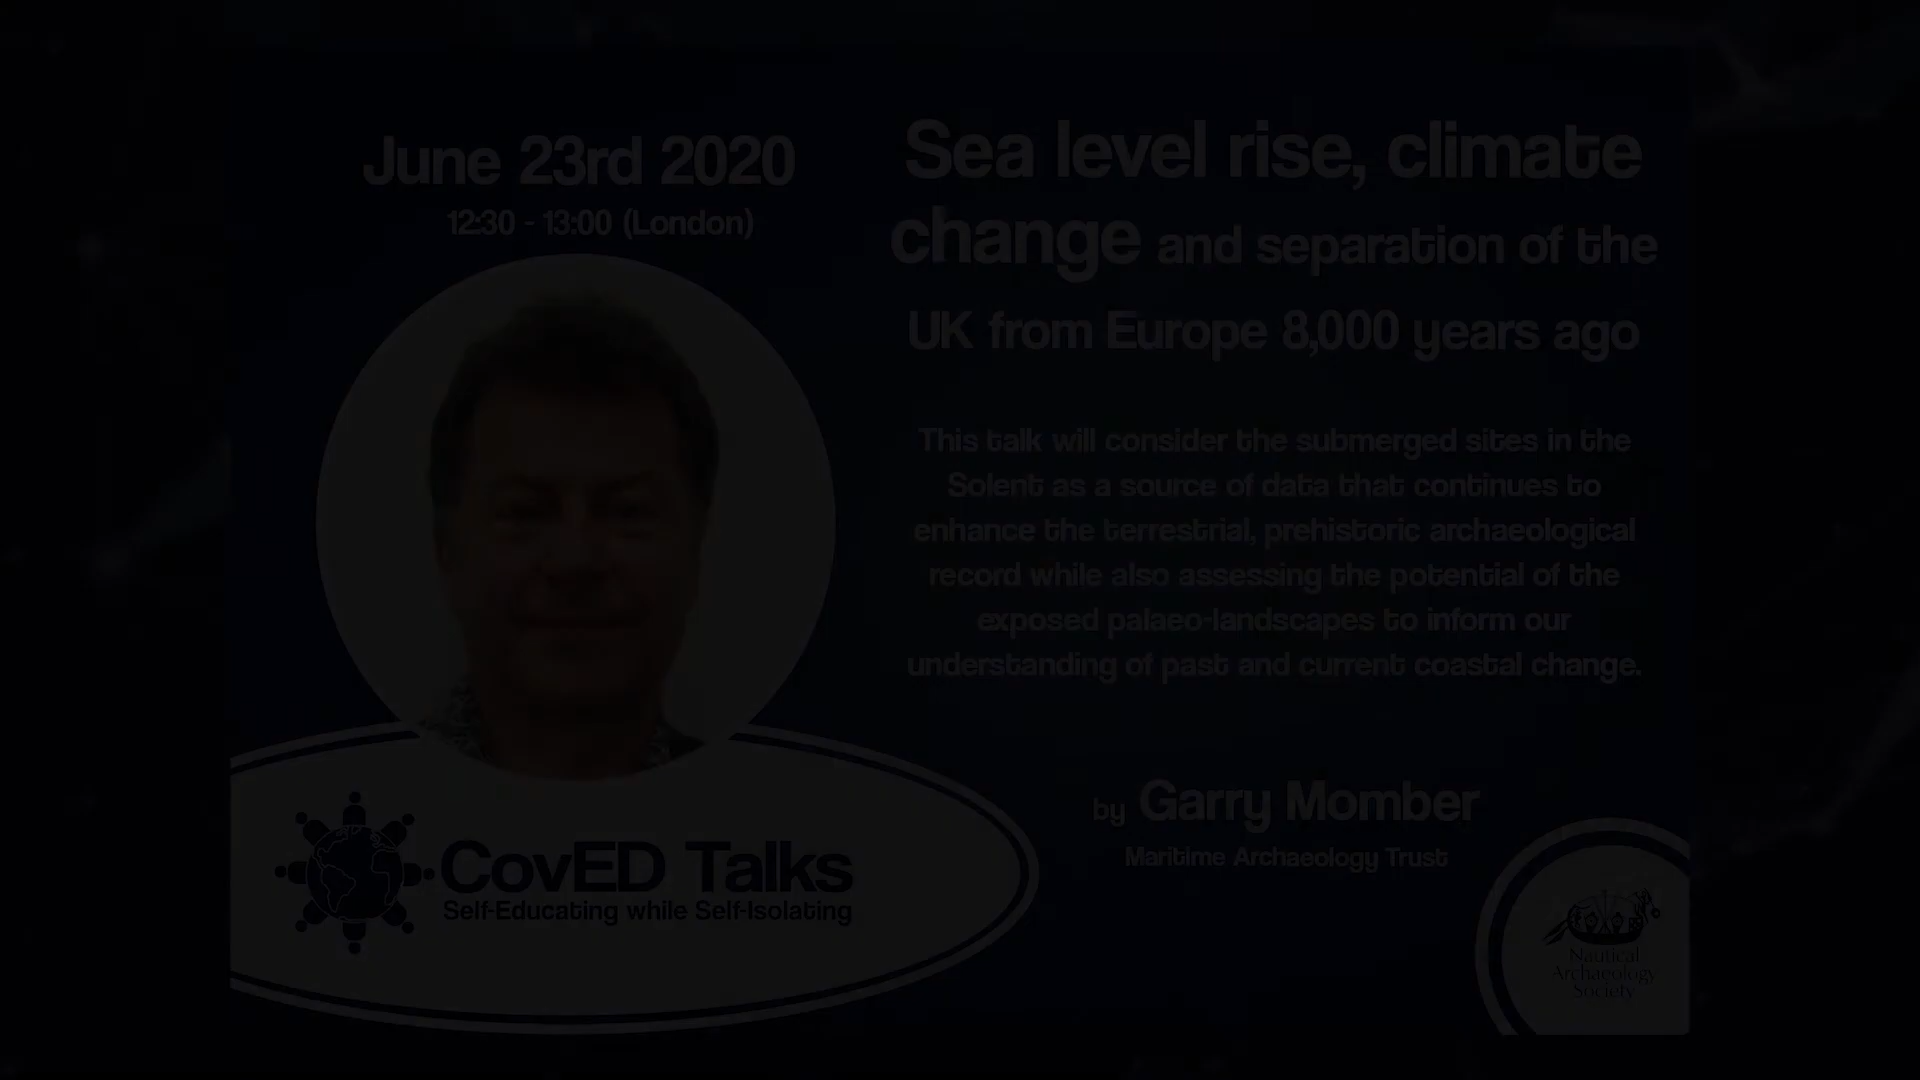 June 23rd 2020
12:30 - 13:00 (London)
Sea level rise, climate
change and separation of the
UK from Europe 8,000 years ago
This talk will consider the submerged sites in the
Solent as a source of data that continues to
enhance the terrestrial, prehistoric archaeological
record while also assessing the potential of the
exposed palaeo-landscapes to inform our
understanding of past and current coastal change.
by Garry Momber
Maritime Archaeology Trust
CovED Talks
Self-Educating while Self-Isolating
Nautical
Archaeology
Society